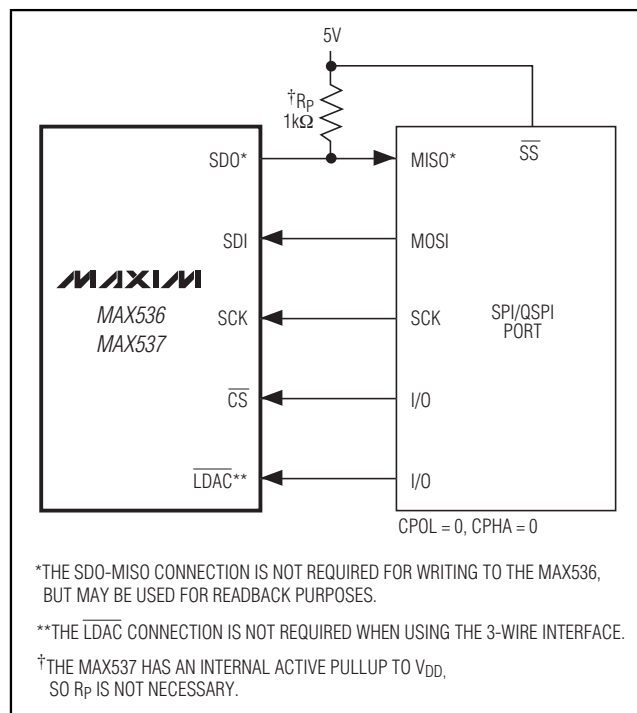 5V
†RP
1kΩ
SDO*
MISO*
SS
SDI
MOSI
MAXIM
MAX536
MAX537
SCK
SCK
SPI/QSPI
PORT
CS
I/O
LDAC**
I/O
CPOL = 0, CPHA = 0
*THE SDO-MISO CONNECTION IS NOT REQUIRED FOR WRITING TO THE MAX536,
BUT MAY BE USED FOR READBACK PURPOSES.
**THE LDAC CONNECTION IS NOT REQUIRED WHEN USING THE 3-WIRE INTERFACE.
†THE MAX537 HAS AN INTERNAL ACTIVE PULLUP TO VDD,
SO RP IS NOT NECESSARY.